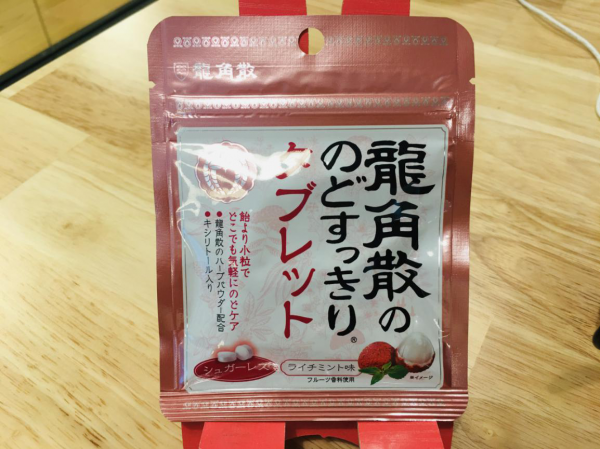 龍角散
龍角散の
のどすっきり®
タブレット
飴より小粒で
どこでも気軽にのどケア
●龍角散のハーブパウダー配合
●キシリトール入り
シュガーレス
ライチミント味
フルーツ香料使用
※イメージ